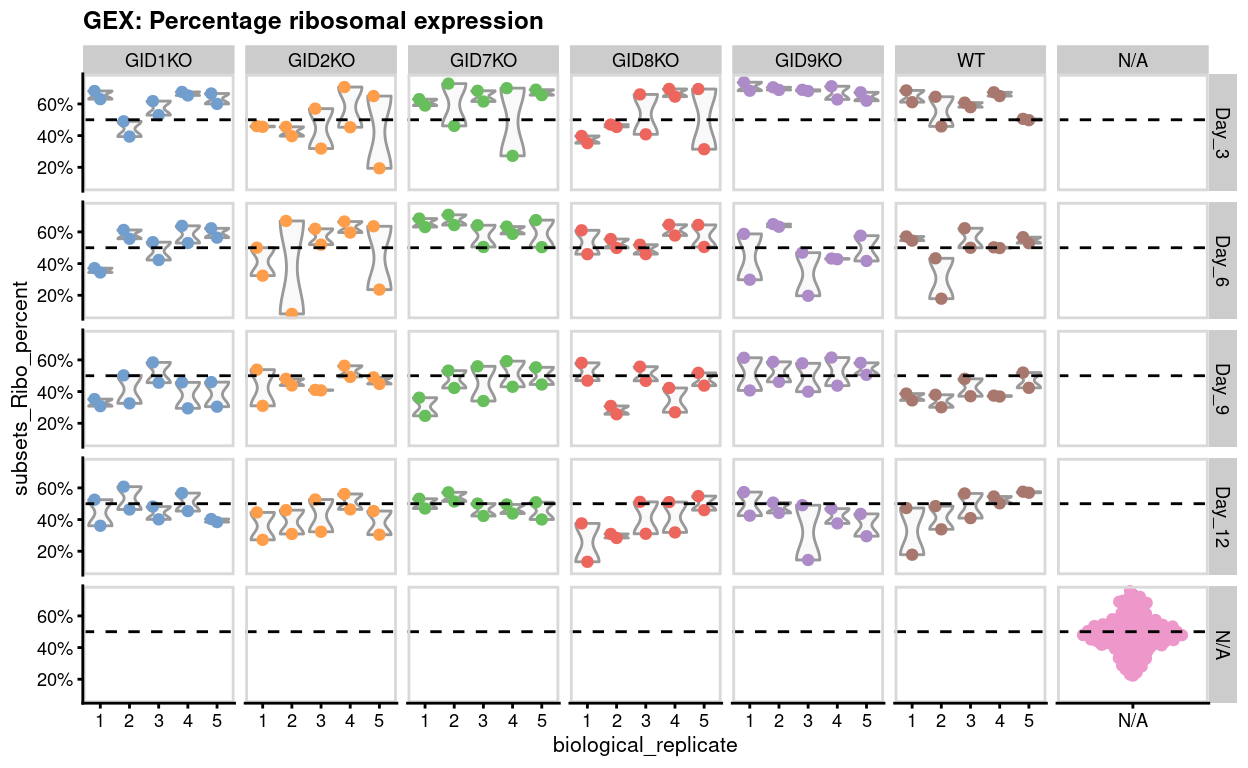 GEX: Percentage ribosomal expression
GID1KO GID2KO GID7KO GID8KO GID9KO WT N/A
60%
40%
20%
Day_3
60%
40%
20%
Day_6
subsets_Ribo_percent
60%
40%
20%
Day_9
60%
40%
20%
Day_12
60%
40%
20%
N/A
1 2 3 4 5 1 2 3 4 5 1 2 3 4 5 1 2 3 4 5 1 2 3 4 5 1 2 3 4 5 N/A
biological_replicate